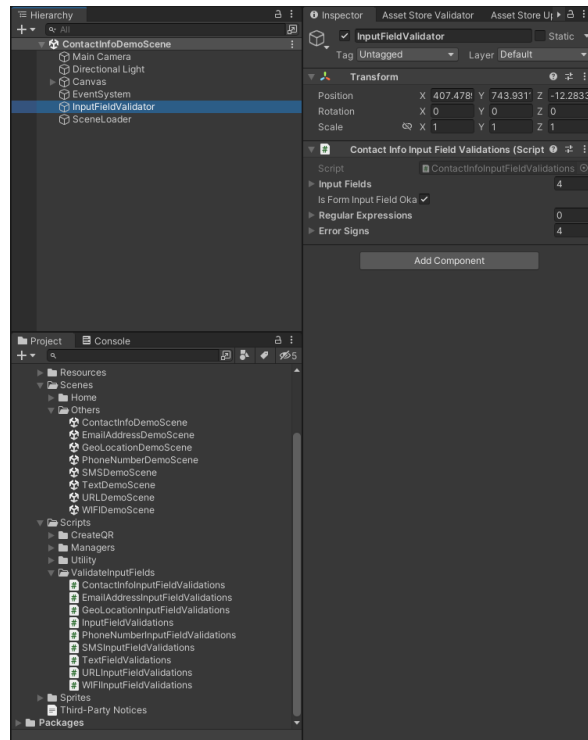 Hierarchy
All
ContactInfoDemoScene
Main Camera
Directional Light
Canvas
EventSystem
InputFieldValidator
SceneLoader
Project Console
5
Resources
Scenes
Home
Others
ContactInfoDemoScene
EmailAddressDemoScene
GeoLocationDemoScene
PhoneNumberDemoScene
SMSDemoScene
TextDemoScene
URLDemoScene
WIFIDemoScene
Scripts
CreateQR
Managers
Utility
ValidateInputFields
ContactInfoInputFieldValidations
EmailAddressInputFieldValidations
GeoLocationInputFieldValidations
InputFieldValidations
PhoneNumberInputFieldValidations
SMSInputFieldValidations
TextFieldValidations
URLInputFieldValidations
WIFIInputFieldValidations
Sprites
Third-Party Notices
Packages
Inspector Asset Store Validator Asset Store U
InputFieldValidator Static
Tag Untagged Layer Default
Transform
Position X 407.478 Y 743.931 Z -12.2833
Rotation X 0 Y 0 Z 0
Scale X 1 Y 1 Z 1
Contact Info Input Field Validations (Script
Script ContactInfoInputFieldValidations
Input Fields 4
Is Form Input Field Oka
Regular Expressions 0
Error Signs 4
Add Component